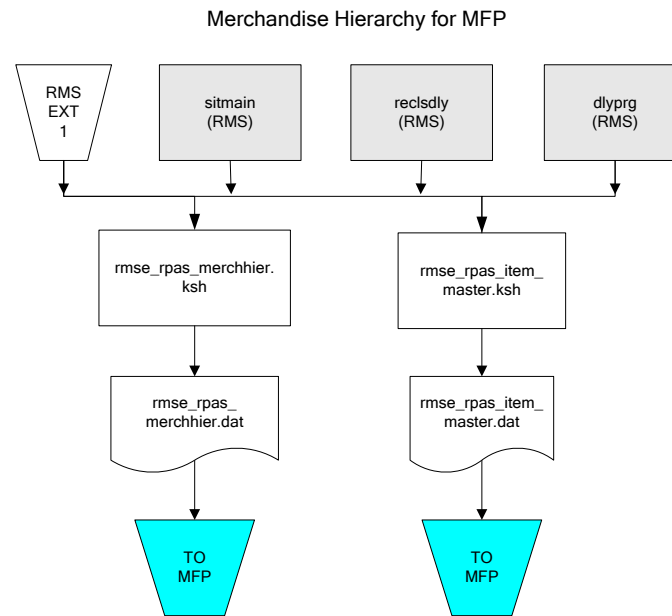 Merchandise Hierarchy for MFP
RMS
EXT
1
sitmain
(RMS)
reclsdly
(RMS)
dlyprg
(RMS)
rmse_rpas_merchhier.
ksh
rmse_rpas_item_
master.ksh
rmse_rpas_
merchhier.dat
rmse_rpas_item_
master.dat
TO
MFP
TO
MFP